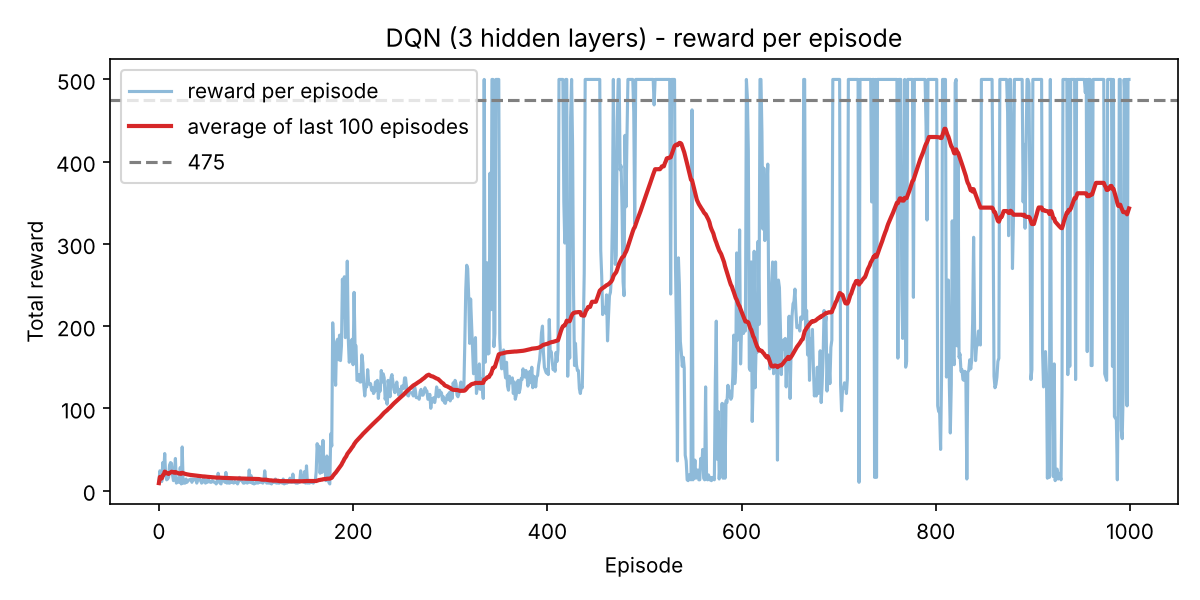 DQN (3 hidden layers) - reward per episode
reward per episode
average of last 100 episodes
475
500
400
300
200
100
0
Total reward
0 200 400 600 800 1000
Episode